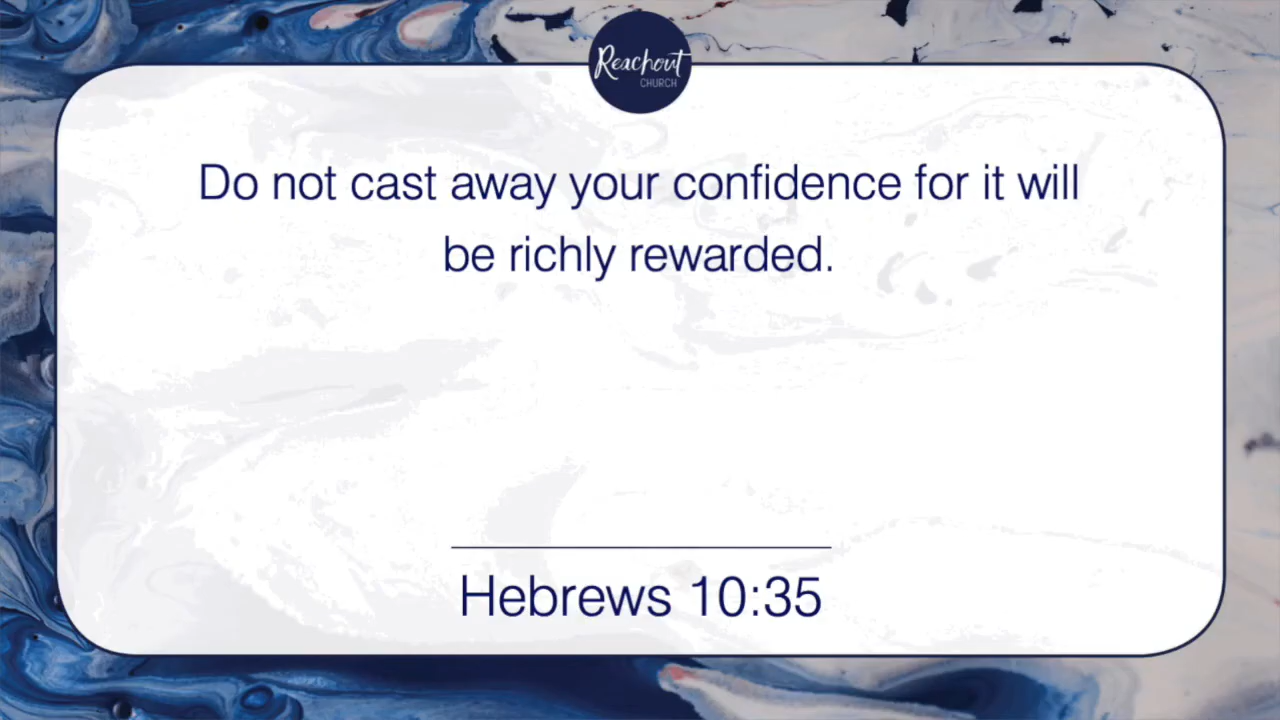 Reachout
CHURCH
Do not cast away your confidence for it will
be richly rewarded.
Hebrews 10:35